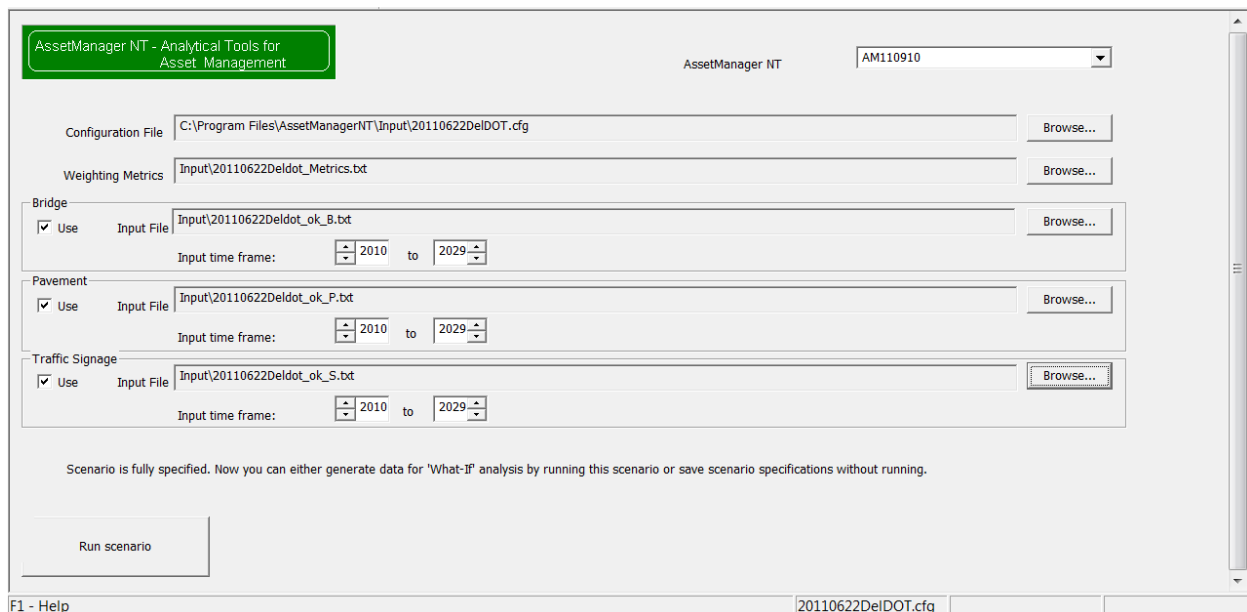 AssetManager NT - Analytical Tools for
Asset Management
AssetManager NT
AM110910
Configuration File
C:\Program Files\AssetManagerNT\Input\20110622DelDOT.cfg
Browse...
Weighting Metrics
Input\20110622Deldot_Metrics.txt
Browse...
Bridge
Use
Input File
Input\20110622Deldot_ok_B.txt
Browse...
Input time frame:
2010
to
2029
Pavement
Use
Input File
Input\20110622Deldot_ok_P.txt
Browse...
Input time frame:
2010
to
2029
Traffic Signage
Use
Input File
Input\20110622Deldot_ok_S.txt
Browse...
Input time frame:
2010
to
2029
Scenario is fully specified. Now you can either generate data for 'What-If' analysis by running this scenario or save scenario specifications without running.
Run scenario
F1 - Help
20110622DelDOT.cfg